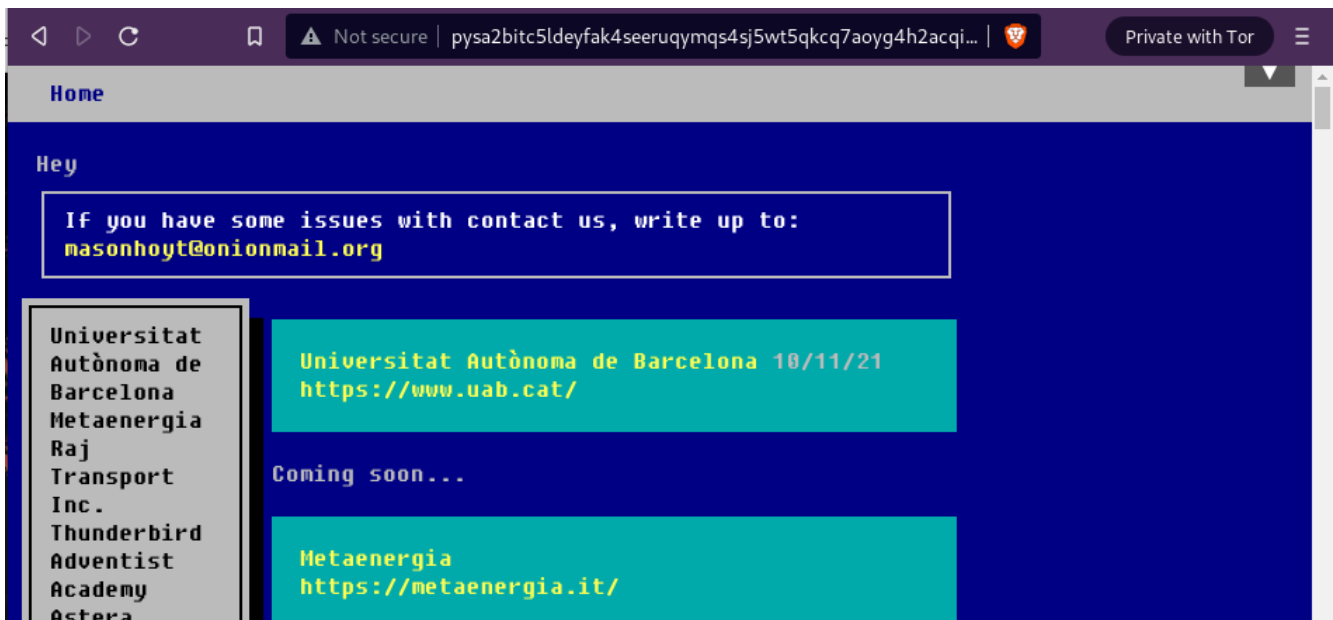 Not secure
pysa2bitc5ldeyfak4seeruqymqs4sj5wt5qkcq7aoyg4h2acqi...
Private with Tor
Home
Hey
If you have some issues with contact us, write up to:
masonhoyt@onionmail.org
Universitat
Autònoma de
Barcelona
Metaenergia
Raj
Transport
Inc.
Thunderbird
Adventist
Academy
Astera
Universitat Autònoma de Barcelona 10/11/21
https://www.uab.cat/
Coming soon...
Metaenergia
https://metaenergia.it/